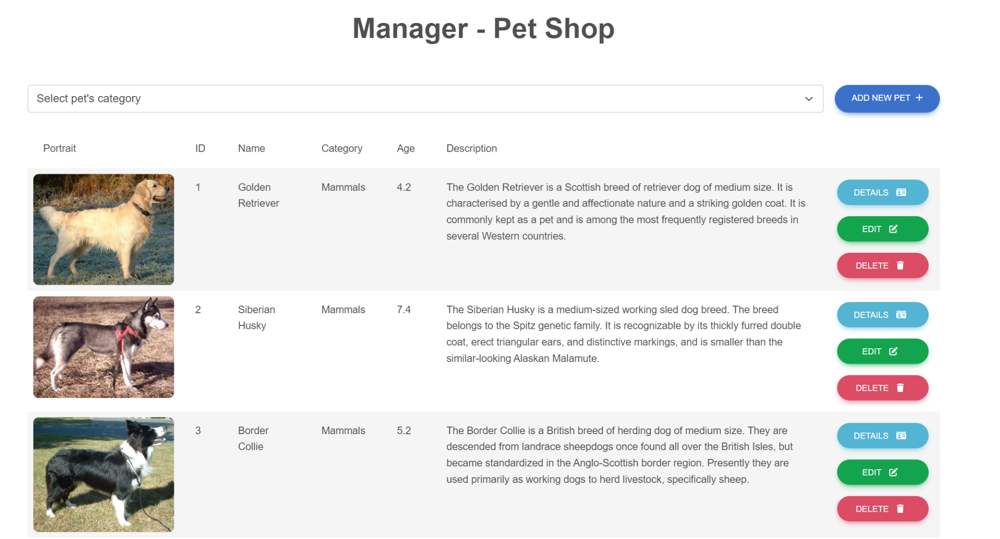 Manager - Pet Shop
Select pet's category
ADD NEW PET +
Portrait ID Name Category Age Description
1 Golden Mammals 4.2 The Golden Retriever is a Scottish breed of retriever dog of medium size. It is
Retriever characterised by a gentle and affectionate nature and a striking golden coat. It is
commonly kept as a pet and is among the most frequently registered breeds in
several Western countries.
DETAILS
EDIT
DELETE
2 Siberian Mammals 7.4 The Siberian Husky is a medium-sized working sled dog breed. The breed
Husky belongs to the Spitz genetic family. It is recognizable by its thickly furred double
coat, erect triangular ears, and distinctive markings, and is smaller than the
similar-looking Alaskan Malamute.
DETAILS
EDIT
DELETE
3 Border Mammals 5.2 The Border Collie is a British breed of herding dog of medium size. They are
Collie descended from landrace sheepdogs once found all over the British Isles, but
became standardized in the Anglo-Scottish border region. Presently they are
used primarily as working dogs to herd livestock, specifically sheep.
DETAILS
EDIT
DELETE